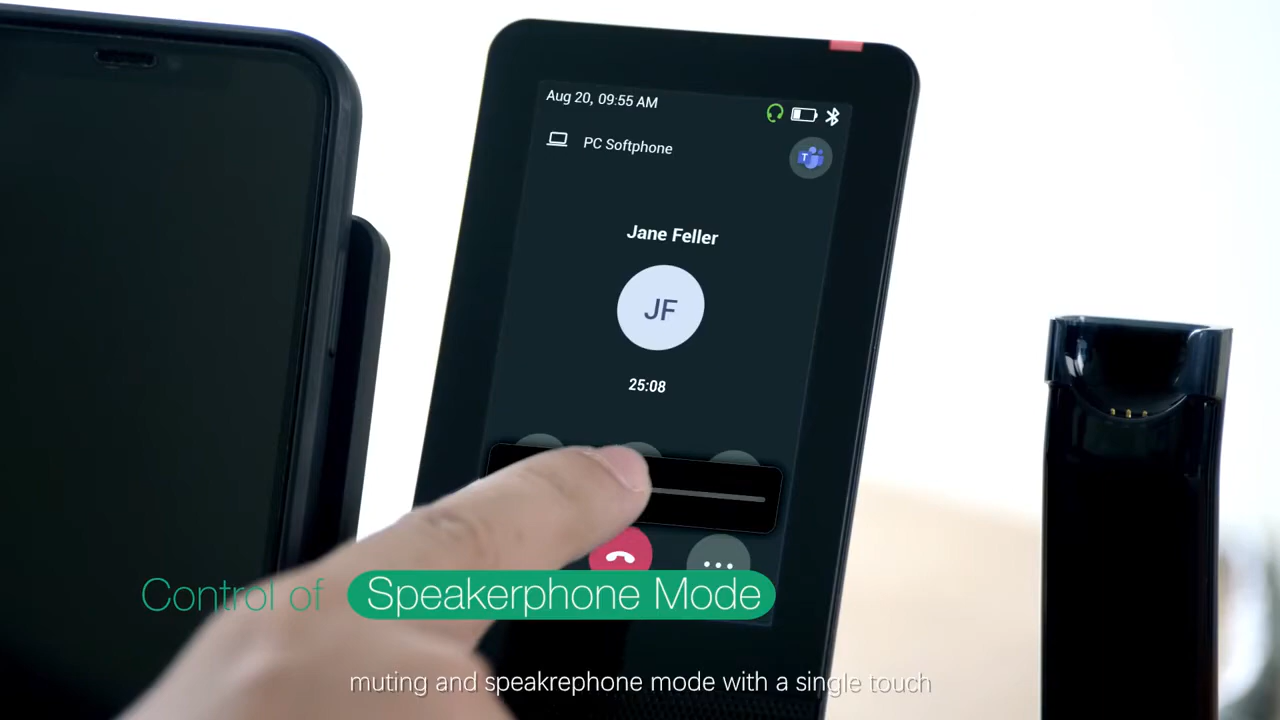 Aug 20, 09:55 AM
PC Softphone
T
Jane Feller
JF
25:08
Control of Speakerphone Mode
muting and speakrephone mode with a single touch